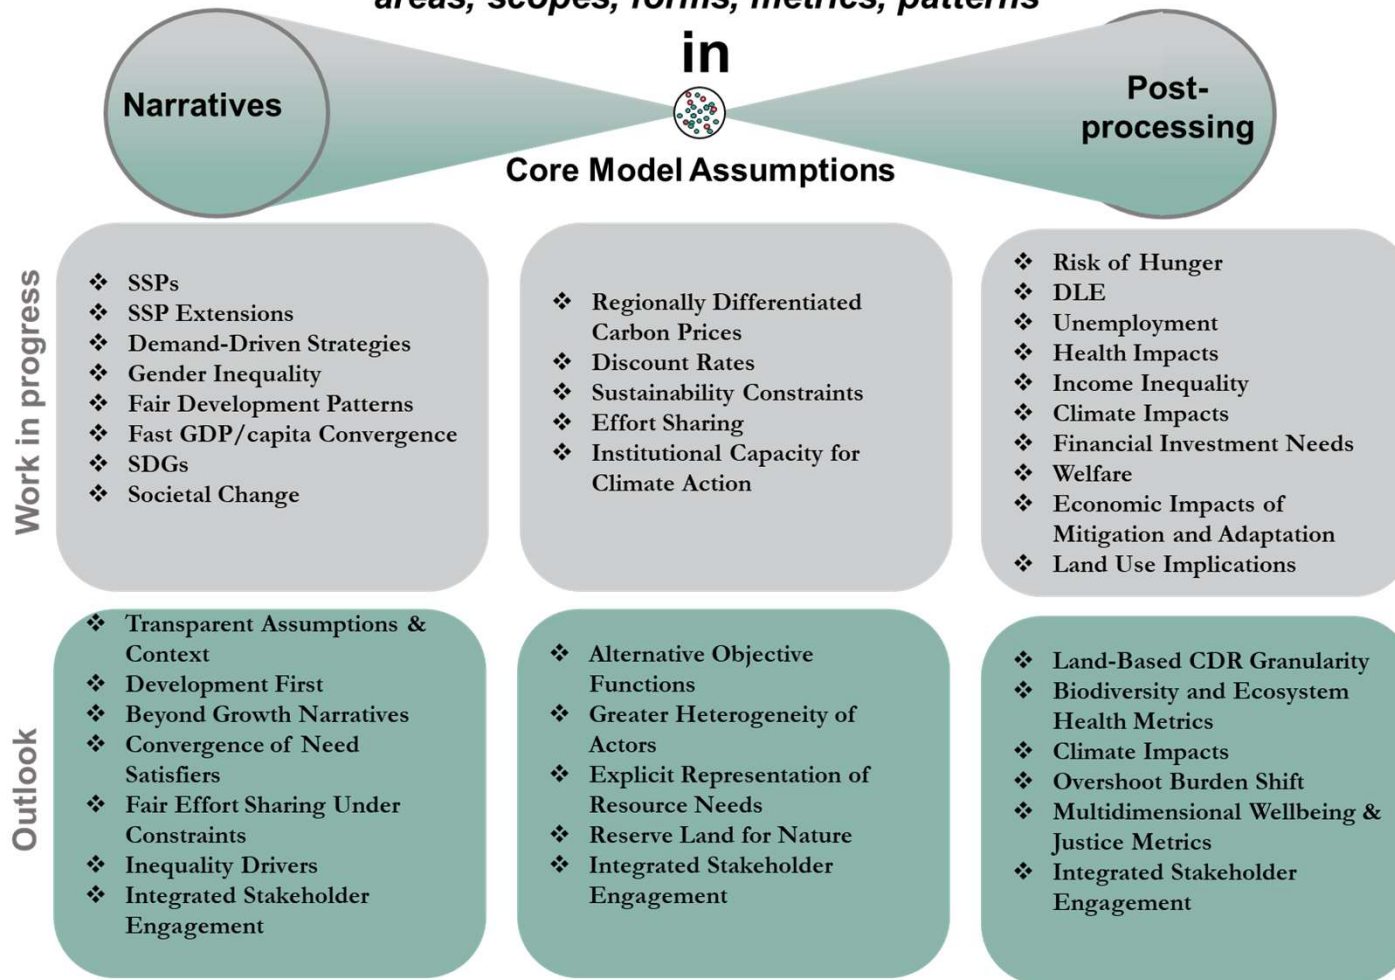 areas, scopes, forms, metrics, patterns
in
Narratives
Post-
processing
Core Model Assumptions
Work in progress
❖ SSPs
❖ SSP Extensions
❖ Demand-Driven Strategies
❖ Gender Inequality
❖ Fair Development Patterns
❖ Fast GDP/capita Convergence
❖ SDGs
❖ Societal Change
❖ Regionally Differentiated
Carbon Prices
❖ Discount Rates
❖ Sustainability Constraints
❖ Effort Sharing
❖ Institutional Capacity for
Climate Action
❖ Risk of Hunger
❖ DLE
❖ Unemployment
❖ Health Impacts
❖ Income Inequality
❖ Climate Impacts
❖ Financial Investment Needs
❖ Welfare
❖ Economic Impacts of
Mitigation and Adaptation
❖ Land Use Implications
Outlook
❖ Transparent Assumptions &
Context
❖ Development First
❖ Beyond Growth Narratives
❖ Convergence of Need
Satisfiers
❖ Fair Effort Sharing Under
Constraints
❖ Inequality Drivers
❖ Integrated Stakeholder
Engagement
❖ Alternative Objective
Functions
❖ Greater Heterogeneity of
Actors
❖ Explicit Representation of
Resource Needs
❖ Reserve Land for Nature
❖ Integrated Stakeholder
Engagement
❖ Land-Based CDR Granularity
❖ Biodiversity and Ecosystem
Health Metrics
❖ Climate Impacts
❖ Overshoot Burden Shift
❖ Multidimensional Wellbeing &
Justice Metrics
❖ Integrated Stakeholder
Engagement